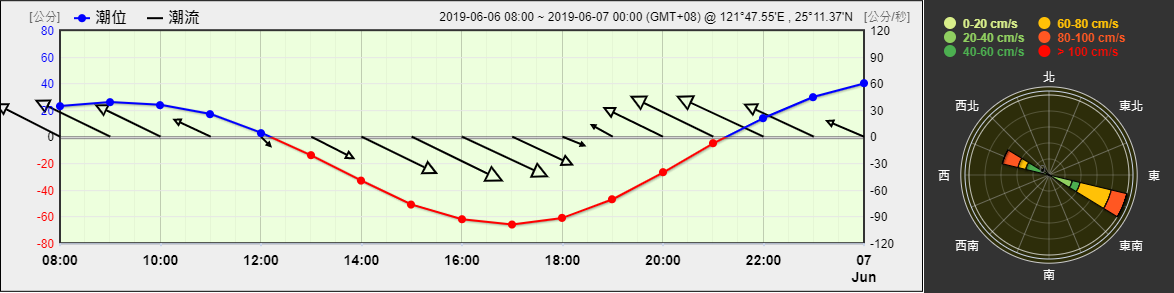 [公分] 潮位 潮流 2019-06-06 08:00 ~ 2019-06-07 00:00 (GMT+08) @ 121°47.55'E , 25°11.37'N [公分/秒]
80 120
60 90
40 60
20 30
0 0
-20 -30
-40 -60
-60 -90
-80 -120
08:00 10:00 12:00 14:00 16:00 18:00 20:00 22:00 07
Jun
0-20 cm/s 60-80 cm/s
20-40 cm/s 80-100 cm/s
40-60 cm/s > 100 cm/s
北
西北 東北
西 東
西南 東南
南